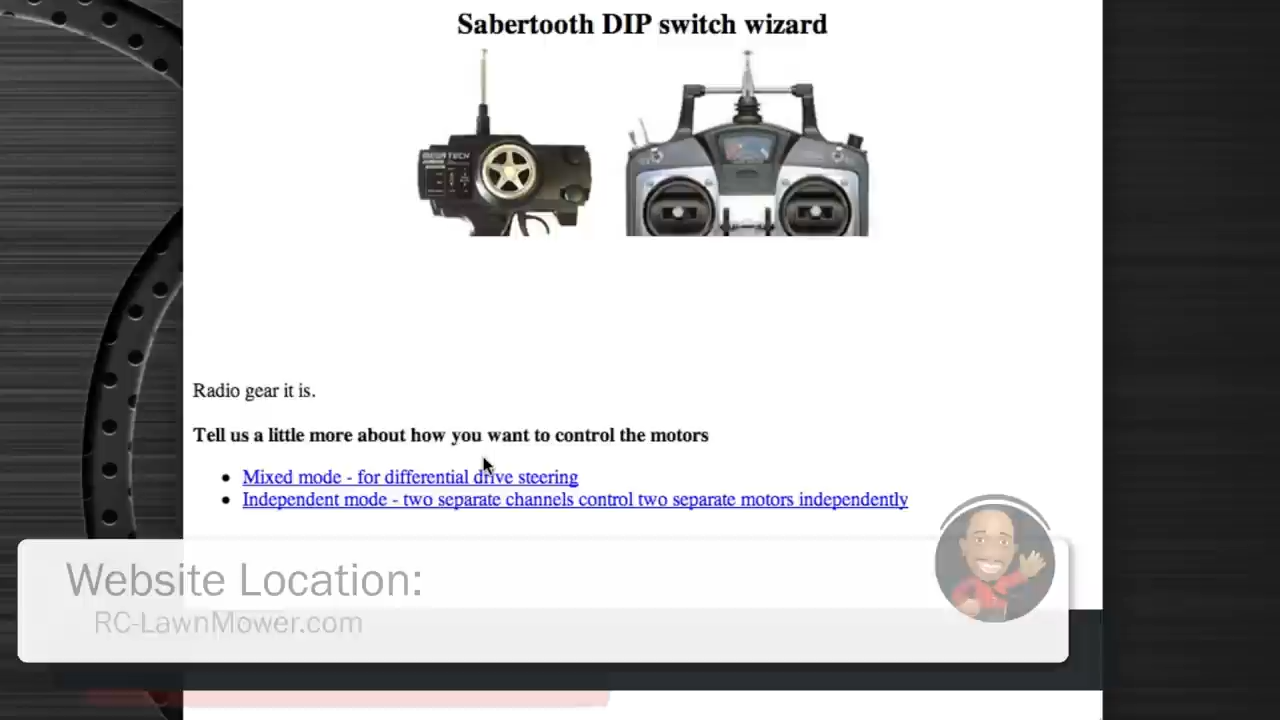 Sabertooth DIP switch wizard
Radio gear it is.
Tell us a little more about how you want to control the motors
Mixed mode - for differential drive steering
Independent mode - two separate channels control two separate motors independently
Website Location:
RC-LawnMower.com